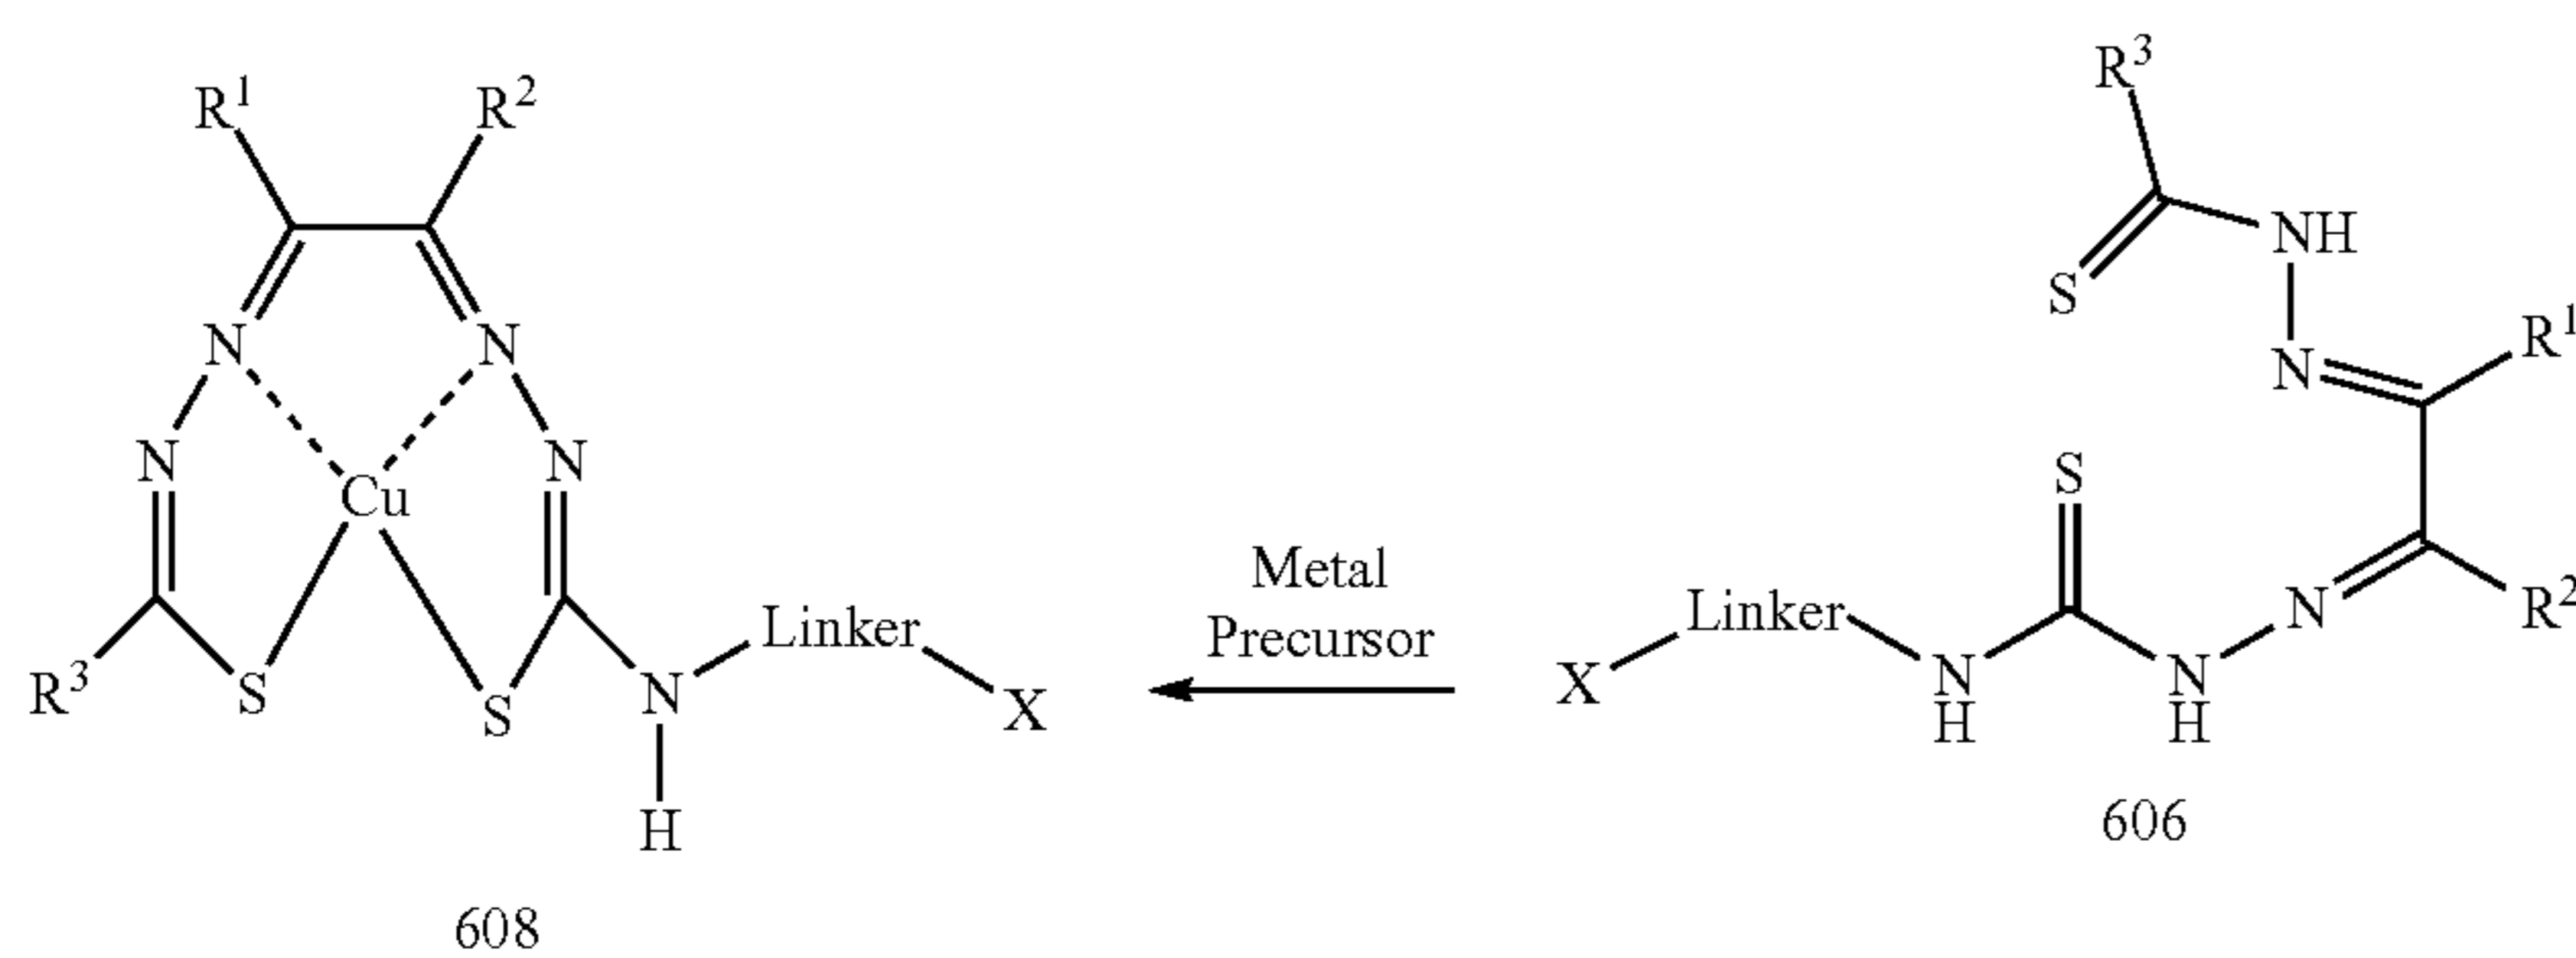 R¹ R²
N N
N N
Cu
R³ S S N Linker X
H
608
Metal
Precursor
R³
S NH
N R¹
S
X Linker N H N H N R²
606